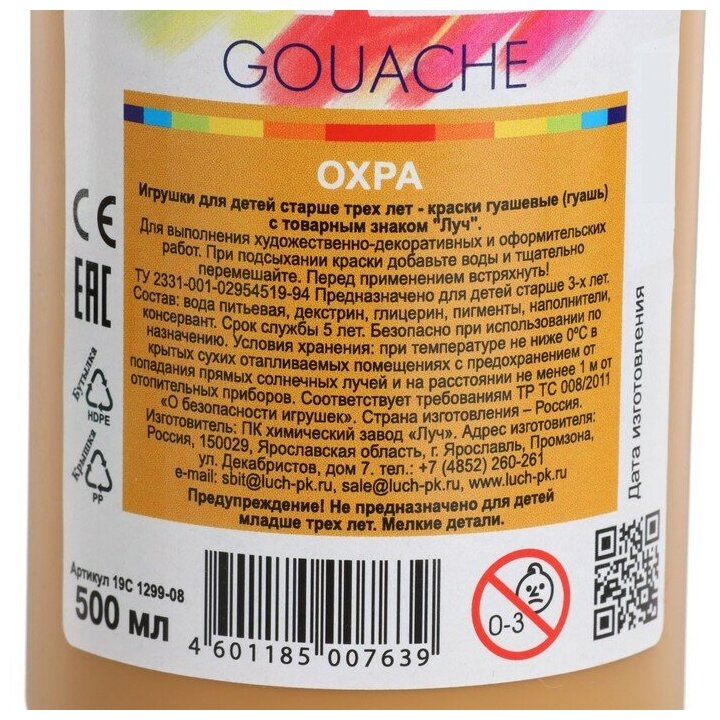 GOUACHE
ОХРА
Игрушки для детей старше трех лет - краски гуашевые (гуашь)
с товарным знаком "Луч".
Для выполнения художественно-декоративных и оформительских
работ. При подсыхании краски добавьте воды и тщательно
перемешайте. Перед применением встряхнуть!
ТУ 2331-001-02954519-94 Предназначено для детей старше 3-х лет.
Состав: вода питьевая, декстрин, глицерин, пигменты, наполнители,
консервант. Срок службы 5 лет. Безопасно при использовании по
назначению. Условия хранения: при температуре не ниже 0ºС в
крытых сухих отапливаемых помещениях с предохранением от
попадания прямых солнечных лучей и на расстоянии не менее 1 м от
отопительных приборов. Соответствует требованиям ТР ТС 008/2011
«О безопасности игрушек». Страна изготовления – Россия.
Изготовитель: ПК химический завод «Луч». Адрес изготовителя:
Россия, 150029, Ярославская область, г. Ярославль, Промзона,
ул. Декабристов, дом 7. тел.: +7 (4852) 260-261
e-mail: sbit@luch-pk.ru, sale@luch-pk.ru, www.luch-pk.ru
Предупреждение! Не предназначено для детей
младше трех лет. Мелкие детали.
CE
EAC
Бутылка
HDPE
Крышка
PP
Дата изготовления
Артикул 19С 1299-08
500 мл
4 601185 007639
0-3